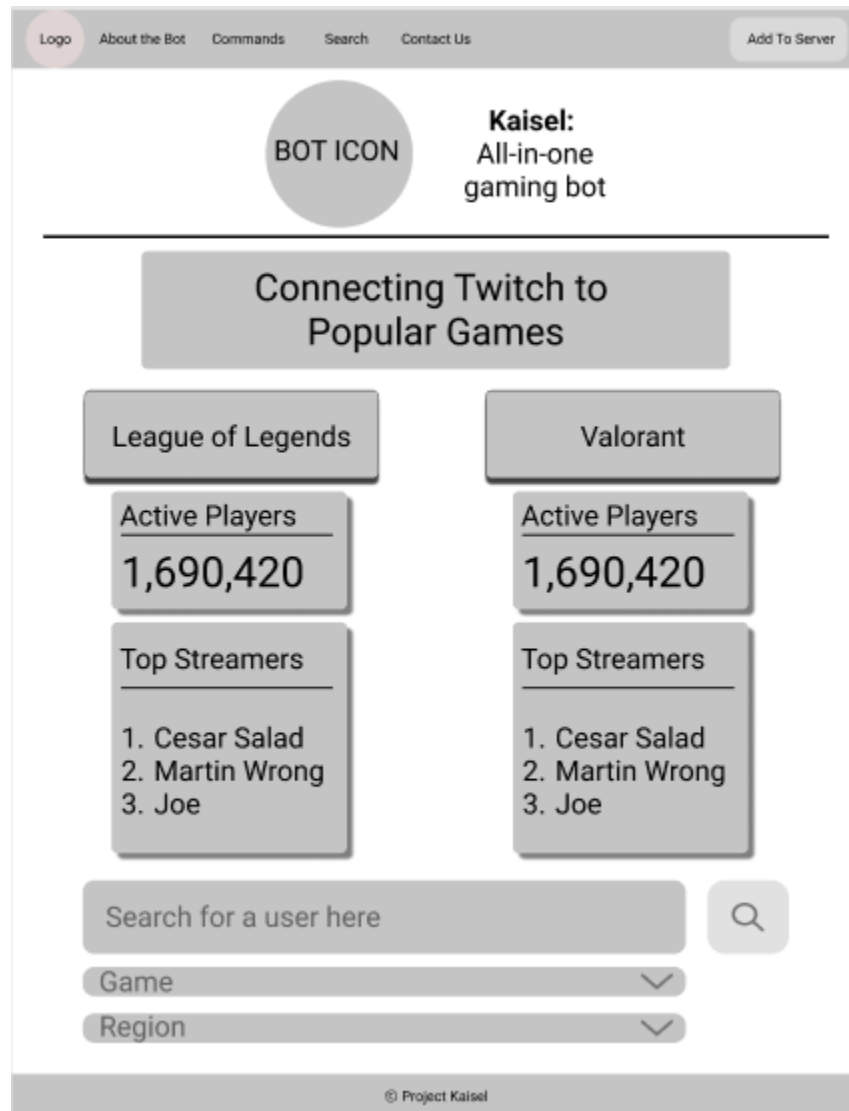 Logo About the Bot Commands Search Contact Us Add To Server
BOT ICON
Kaisel:
All-in-one
gaming bot
Connecting Twitch to
Popular Games
League of Legends
Active Players
1,690,420
Top Streamers
1. Cesar Salad
2. Martin Wrong
3. Joe
Valorant
Active Players
1,690,420
Top Streamers
1. Cesar Salad
2. Martin Wrong
3. Joe
Search for a user here
Game
Region
© Project Kaisel